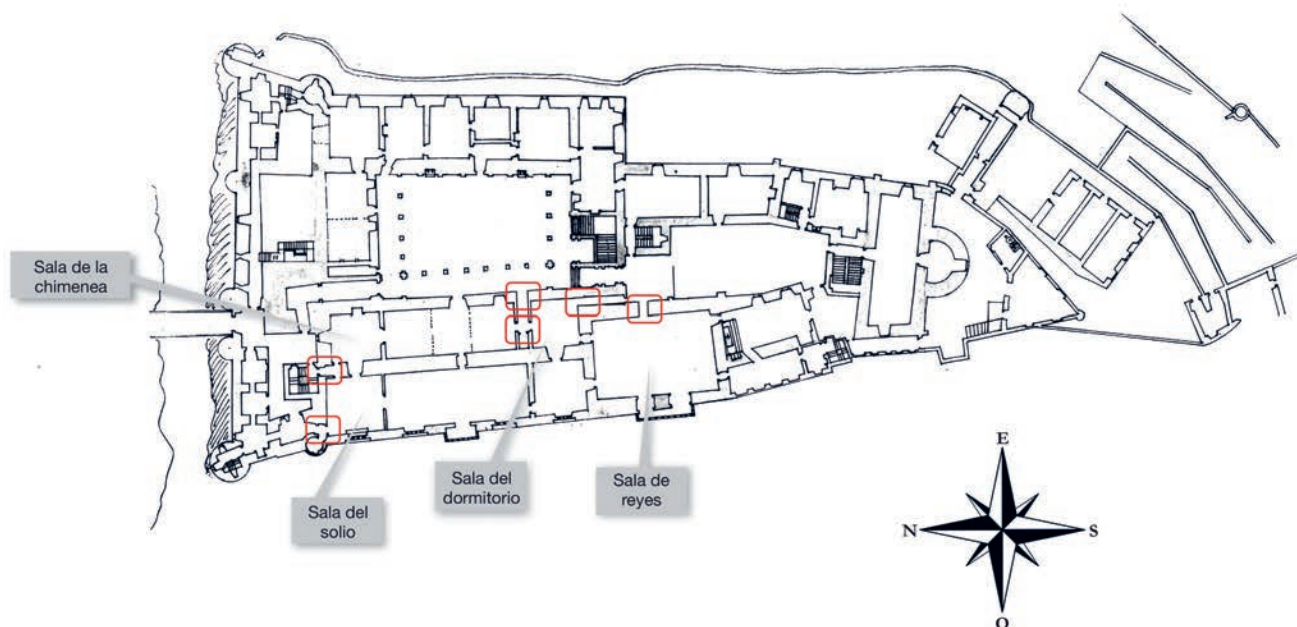 Sala de la
chimenea
Sala del
solio
Sala del
dormitorio
Sala de
reyes
E
N
S
O